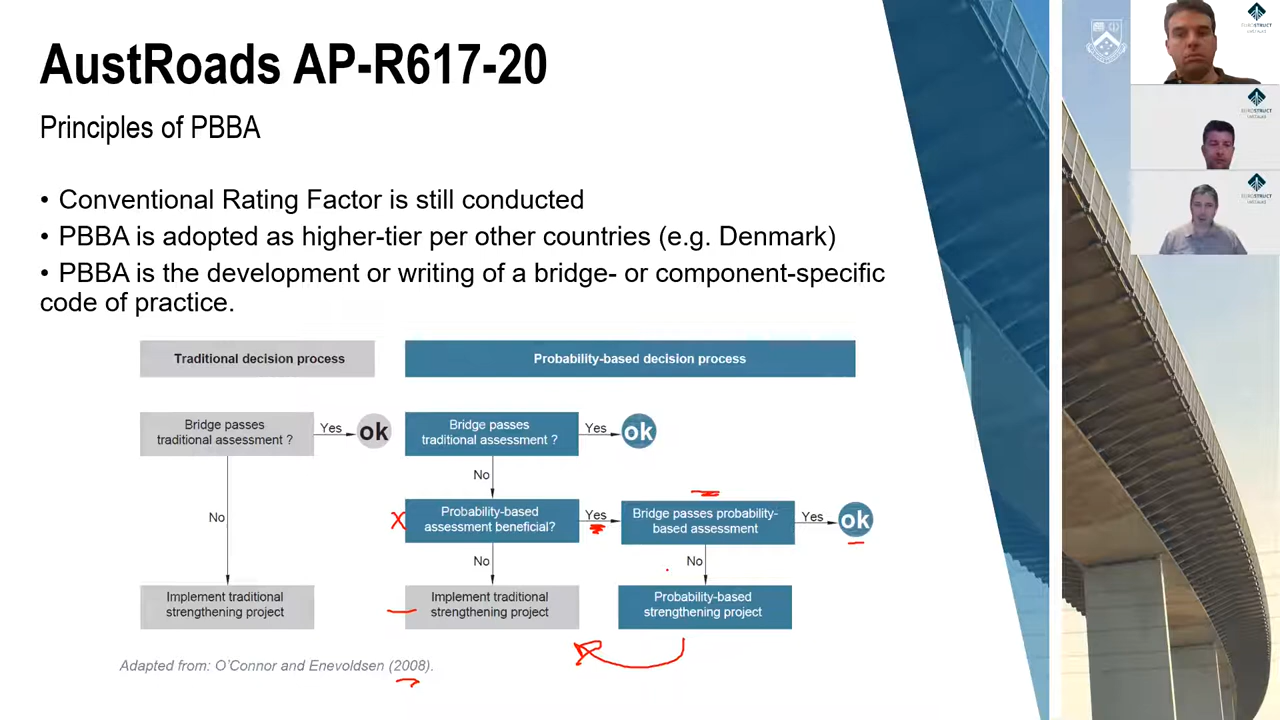 AustRoads AP-R617-20
Principles of PBBA
• Conventional Rating Factor is still conducted
• PBBA is adopted as higher-tier per other countries (e.g. Denmark)
• PBBA is the development or writing of a bridge- or component-specific
code of practice.
Traditional decision process
Probability-based decision process
Bridge passes
traditional assessment ?
Yes
ok
Bridge passes
traditional assessment ?
Yes
ok
No
No
Probability-based
assessment beneficial?
Yes
Bridge passes probability-
based assessment
Yes
ok
No
No
Implement traditional
strengthening project
Implement traditional
strengthening project
Probability-based
strengthening project
Adapted from: O'Connor and Enevoldsen (2008).